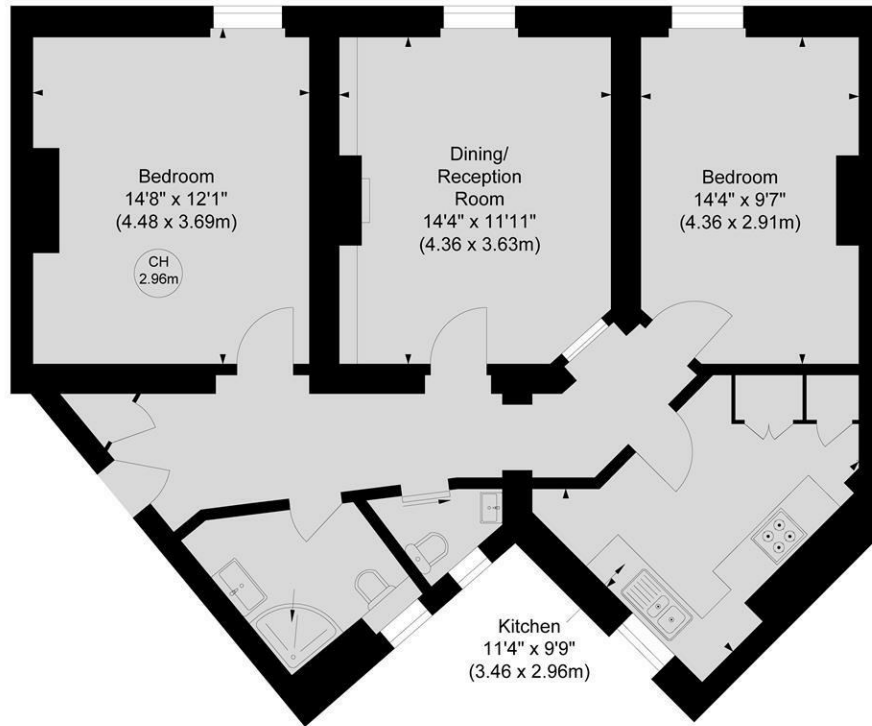 Bedroom
14'8" x 12'1"
(4.48 x 3.69m)
CH
2.96m
Dining/
Reception
Room
14'4" x 11'11"
(4.36 x 3.63m)
Bedroom
14'4" x 9'7"
(4.36 x 2.91m)
Kitchen
11'4" x 9'9"
(3.46 x 2.96m)